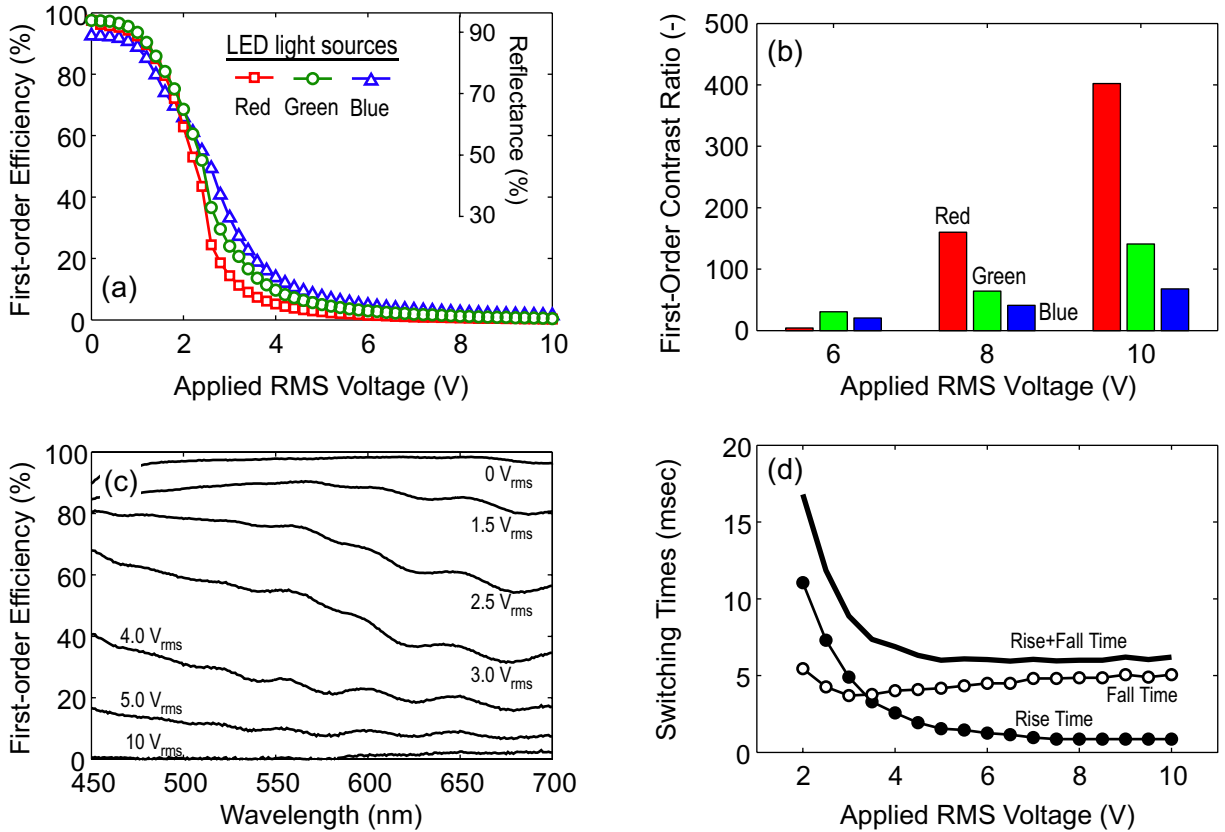 (a)
First-order Efficiency (%)
100
80
60
40
20
0
0 2 4 6 8 10
Applied RMS Voltage (V)
LED light sources
Red Green Blue
90
70
50
30
Reflectance (%)
(b)
First-Order Contrast Ratio (-)
500
400
300
200
100
0
Red
Green
Blue
6 8 10
Applied RMS Voltage (V)
(c)
First-order Efficiency (%)
100
80
60
40
20
0
0 Vrms
1.5 Vrms
2.5 Vrms
3.0 Vrms
4.0 Vrms
5.0 Vrms
10 Vrms
450 500 550 600 650 700
Wavelength (nm)
(d)
Switching Times (msec)
20
15
10
5
0
Rise+Fall Time
Fall Time
Rise Time
2 4 6 8 10
Applied RMS Voltage (V)